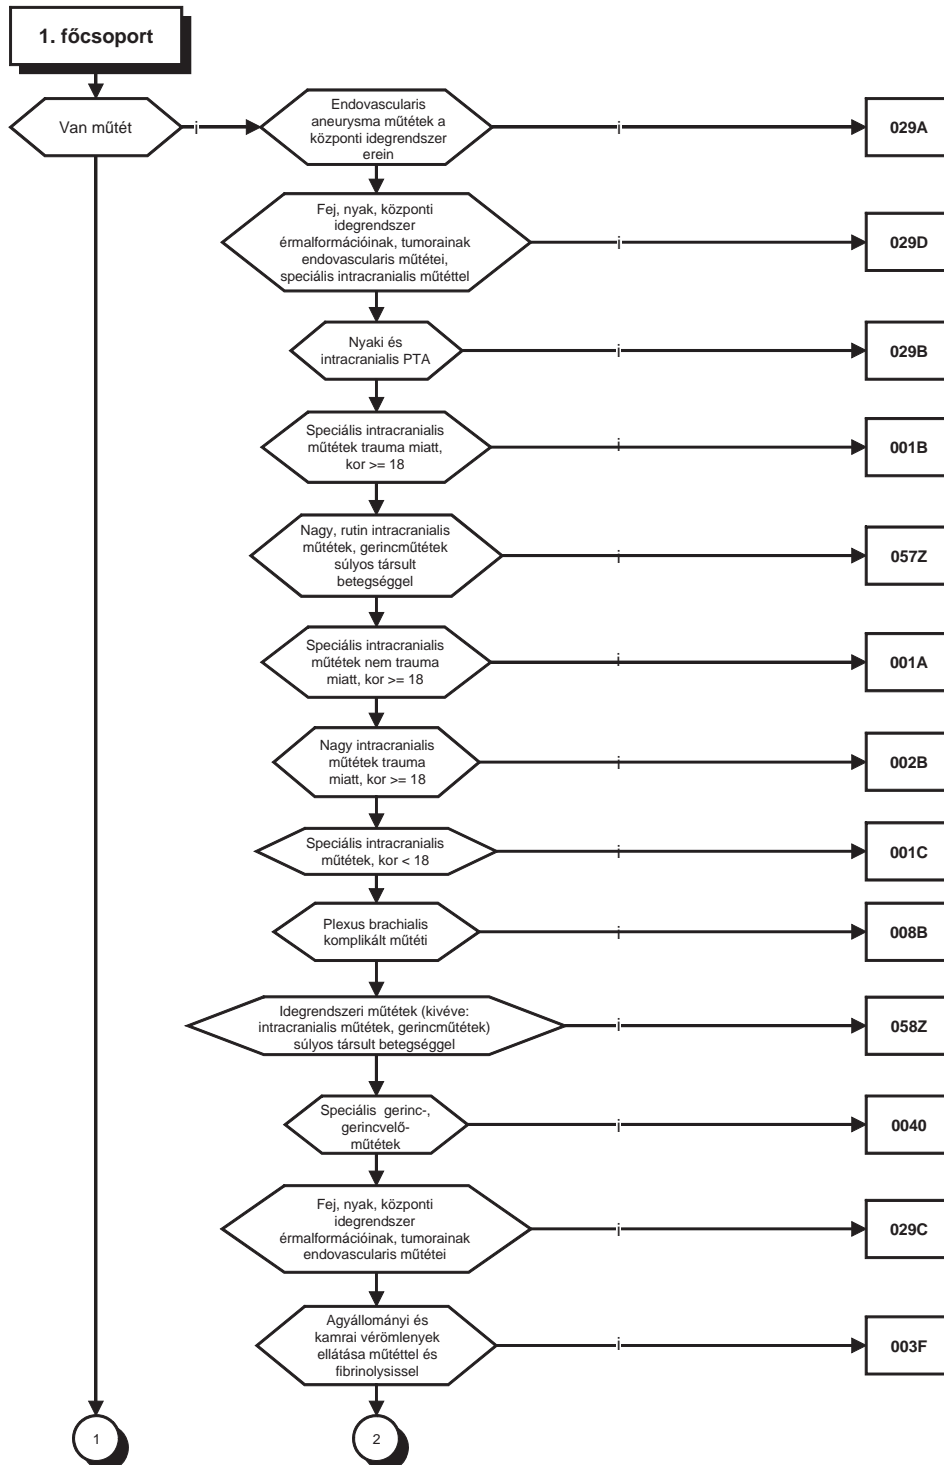 1. főcsoport
Van műtét
i
Endovascularis
aneurysma műtétek a
központi idegrendszer
erein
i
029A
Fej, nyak, központi
idegrendszer
érmalformációinak, tumorainak
endovascularis műtétei,
speciális intracranialis műtéttel
i
029D
Nyaki és
intracranialis PTA
i
029B
Speciális intracranialis
műtétek trauma miatt,
kor >= 18
i
001B
Nagy, rutin intracranialis
műtétek, gerincműtétek
súlyos társult
betegséggel
i
057Z
Speciális intracranialis
műtétek nem trauma
miatt, kor >= 18
i
001A
Nagy intracranialis
műtétek trauma
miatt, kor >= 18
i
002B
Speciális intracranialis
műtétek, kor < 18
i
001C
Plexus brachialis
komplikált műtéti
i
008B
Idegrendszeri műtétek (kivéve:
intracranialis műtétek, gerincműtétek)
súlyos társult betegséggel
i
058Z
Speciális gerinc-,
gerincvelő-
műtétek
i
0040
Fej, nyak, központi
idegrendszer
érmalformációinak, tumorainak
endovascularis műtétei
i
029C
Agyállományi és
kamrai vérömlenyek
ellátása műtéttel és
fibrinolysissel
i
003F
1
2